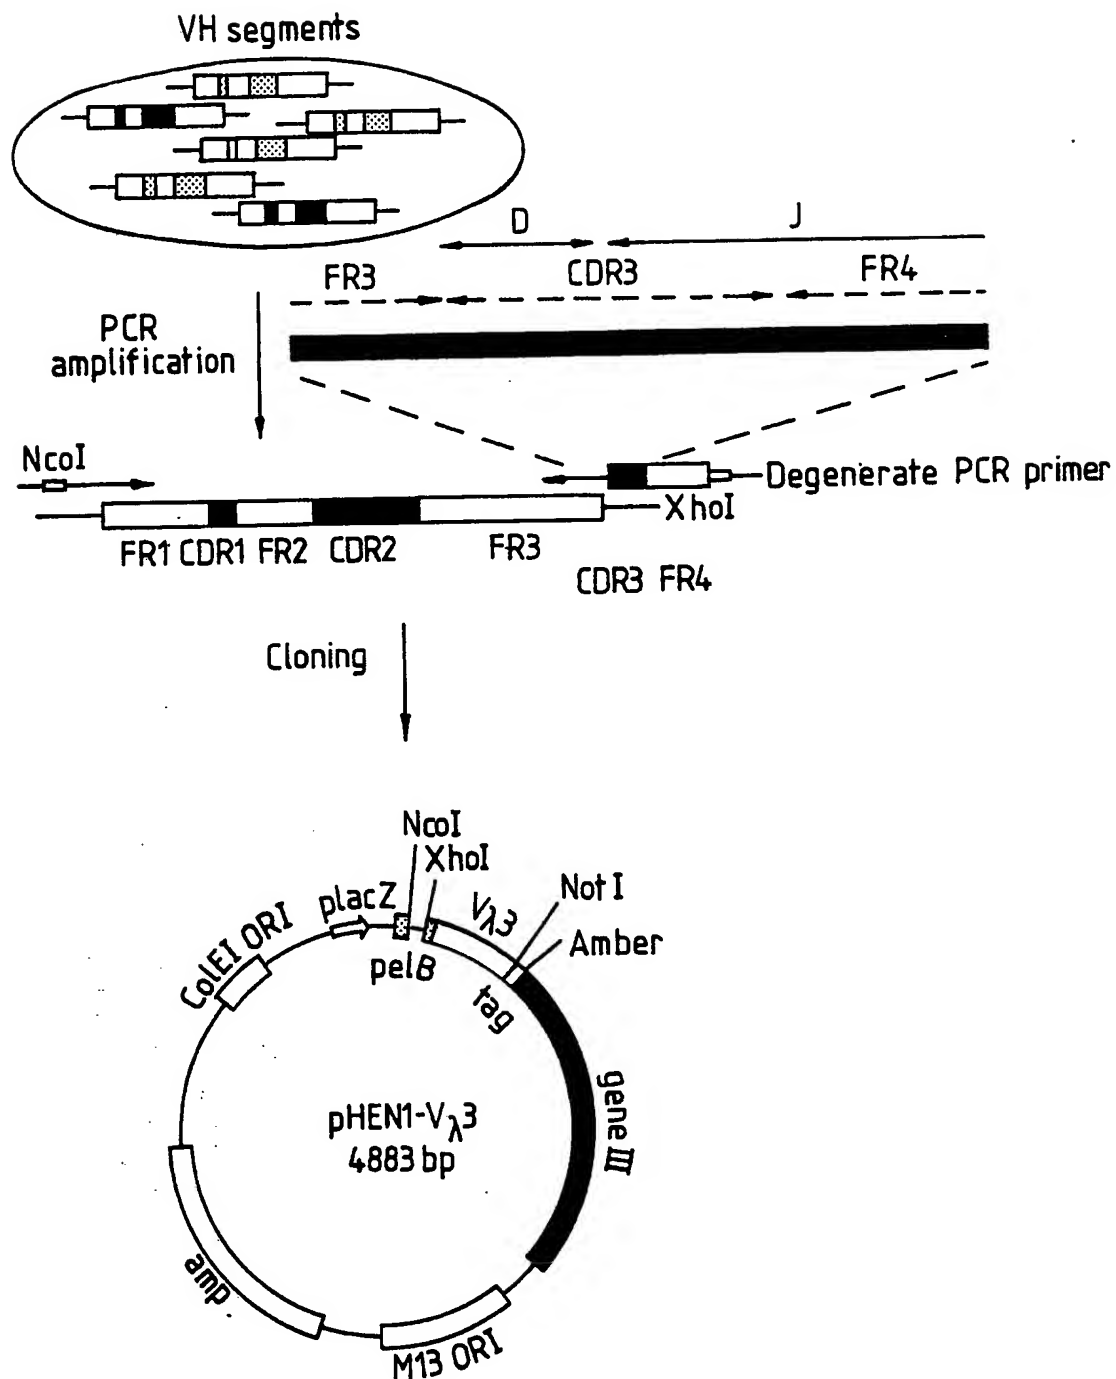 VH segments
D J
FR3 CDR3 FR4
PCR
amplification
NcoI
Degenerate PCR primer
XhoI
FR1 CDR1 FR2 CDR2 FR3
CDR3 FR4
Cloning
NcoI
XhoI
Vλ3
Not I
Amber
placZ
pelB
tag
ColEI ORI
gene III
pHEN1-Vλ3
4883 bp
amp
M13 ORI